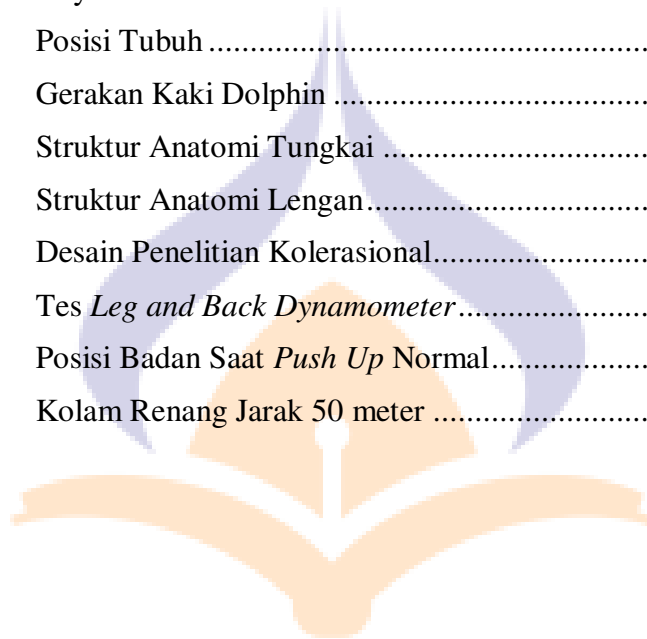 Posisi Tubuh ......................................................
Gerakan Kaki Dolphin .......................................
Struktur Anatomi Tungkai .................................
Struktur Anatomi Lengan...................................
Desain Penelitian Kolerasional...........................
Tes Leg and Back Dynamometer........................
Posisi Badan Saat Push Up Normal....................
Kolam Renang Jarak 50 meter ...........................